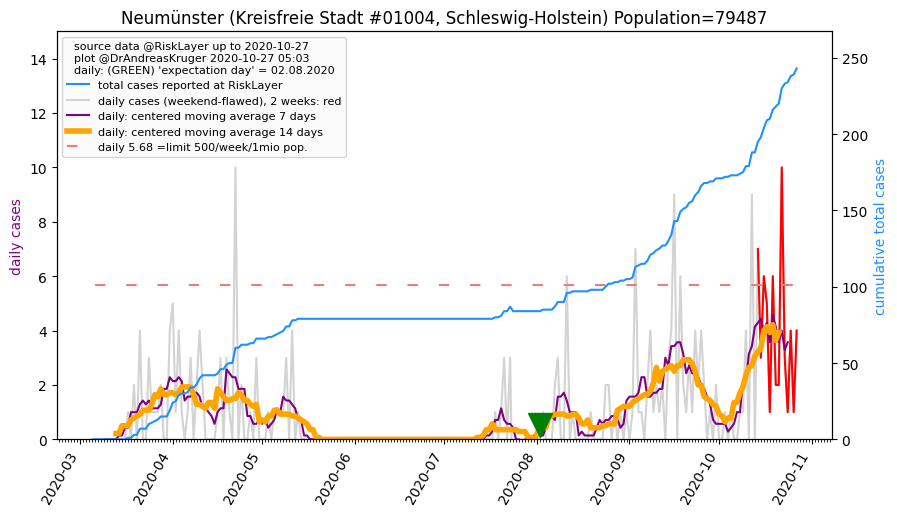 Neumünster (Kreisfreie Stadt #01004, Schleswig-Holstein) Population=79487
source data @RiskLayer up to 2020-10-27
plot @DrAndreasKruger 2020-10-27 05:03
daily: (GREEN) 'expectation day' = 02.08.2020
total cases reported at RiskLayer
daily cases (weekend-flawed), 2 weeks: red
daily: centered moving average 7 days
daily: centered moving average 14 days
daily 5.68 =limit 500/week/1mio pop.
daily cases
14
12
10
8
6
4
2
0
cumulative total cases
250
200
150
100
50
0
2020-03
2020-04
2020-05
2020-06
2020-07
2020-08
2020-09
2020-10
2020-11